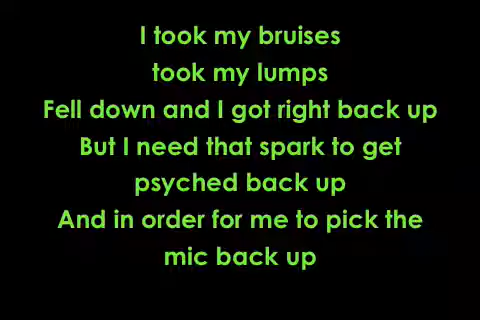 I took my bruises
took my lumps
Fell down and I got right back up
But I need that spark to get
psyched back up
And in order for me to pick the
mic back up